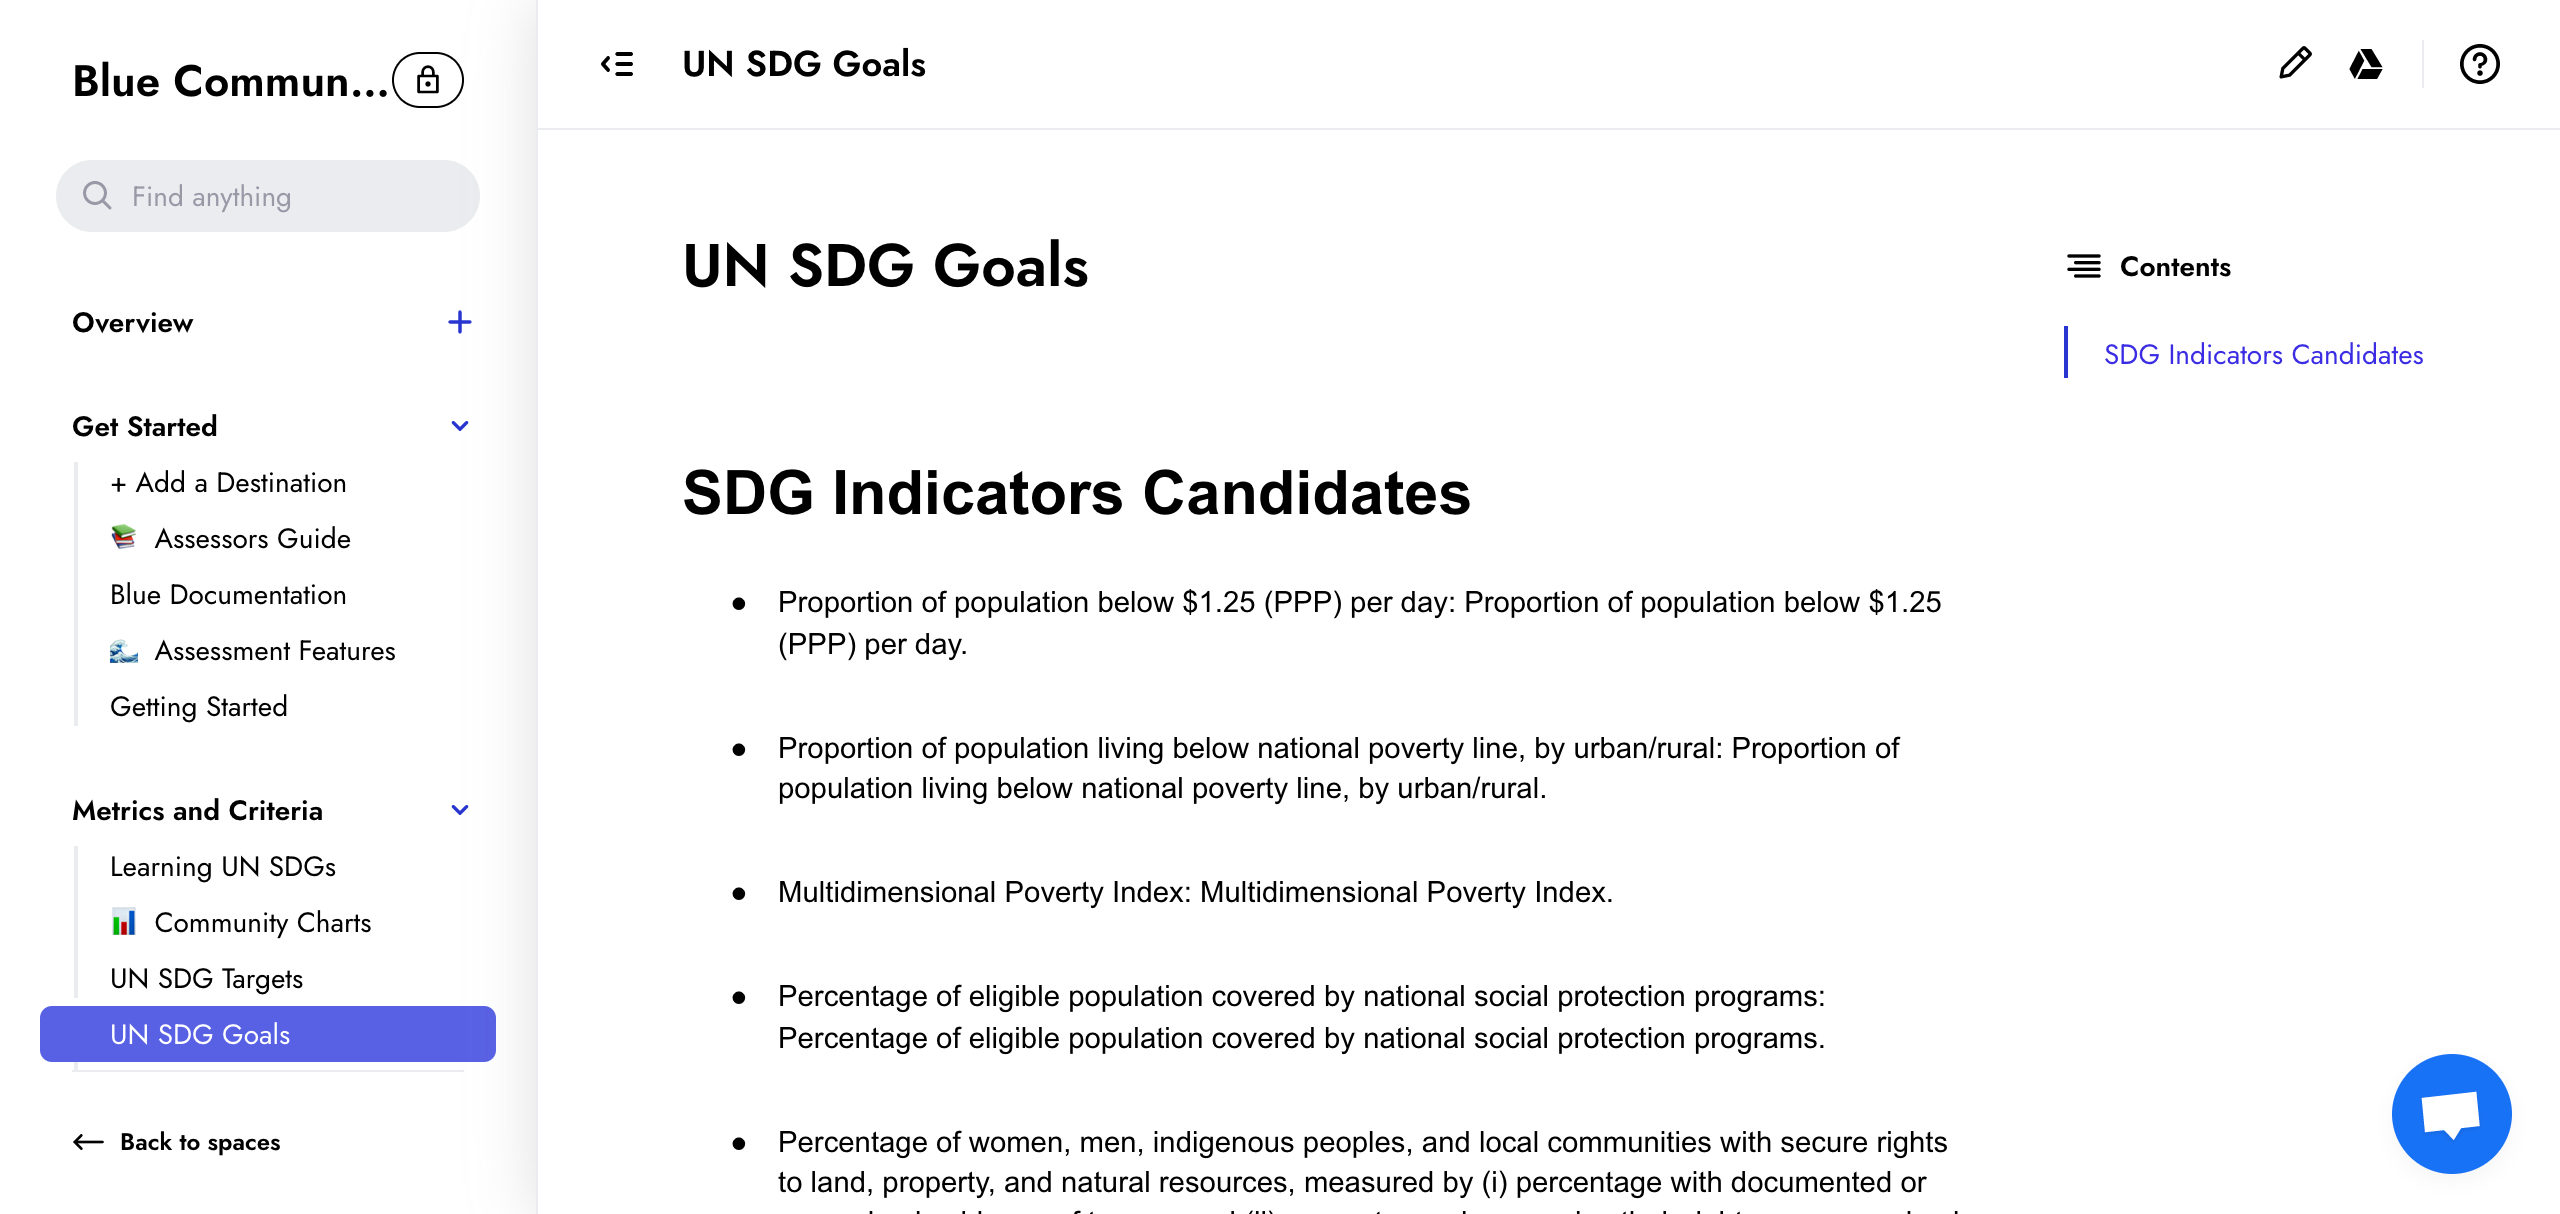 Blue Commun...
Find anything
Overview
Get Started
+ Add a Destination
Assessors Guide
Blue Documentation
Assessment Features
Getting Started
Metrics and Criteria
Learning UN SDGs
Community Charts
UN SDG Targets
UN SDG Goals
Back to spaces
UN SDG Goals
UN SDG Goals
SDG Indicators Candidates
● Proportion of population below $1.25 (PPP) per day: Proportion of population below $1.25
(PPP) per day.
● Proportion of population living below national poverty line, by urban/rural: Proportion of
population living below national poverty line, by urban/rural.
● Multidimensional Poverty Index: Multidimensional Poverty Index.
● Percentage of eligible population covered by national social protection programs:
Percentage of eligible population covered by national social protection programs.
● Percentage of women, men, indigenous peoples, and local communities with secure rights
to land, property, and natural resources, measured by (i) percentage with documented or
Contents
SDG Indicators Candidates